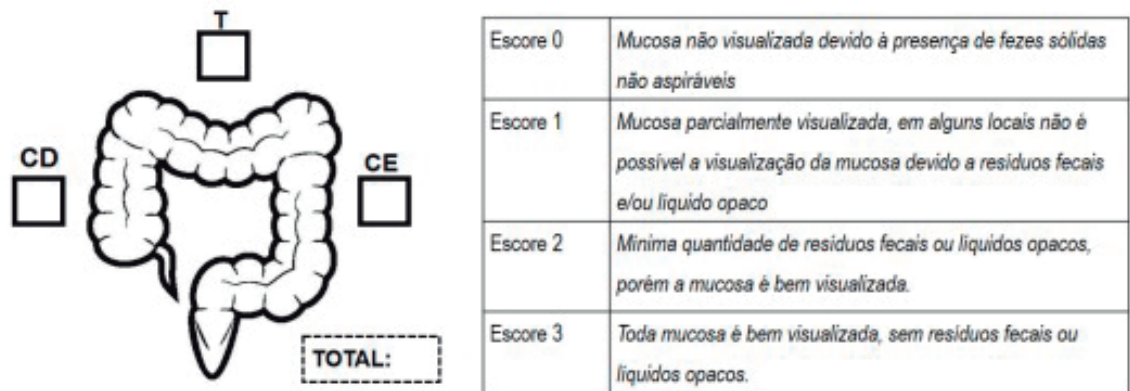 T
CD
CE
TOTAL:
Escore 0
Mucosa não visualizada devido à presença de fezes sólidas
não aspiráveis
Escore 1
Mucosa parcialmente visualizada, em alguns locais não é
possível a visualização da mucosa devido a resíduos fecais
e/ou líquido opaco
Escore 2
Mínima quantidade de resíduos fecais ou líquidos opacos,
porém a mucosa é bem visualizada.
Escore 3
Toda mucosa é bem visualizada, sem resíduos fecais ou
líquidos opacos.